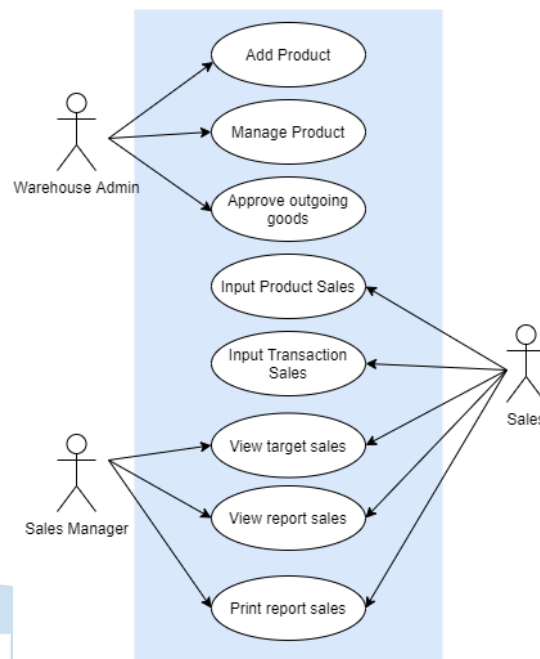 Add Product
Manage Product
Warehouse Admin
Approve outgoing
goods
Input Product Sales
Input Transaction
Sales
Sales
View target sales
Sales Manager
View report sales
Print report sales